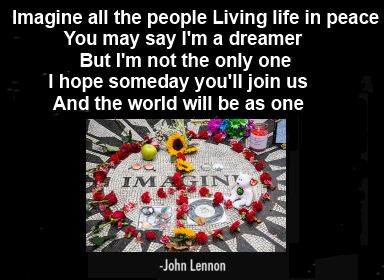 Imagine all the people Living life in peace
You may say I'm a dreamer
But I'm not the only one
I hope someday you'll join us
And the world will be as one
IMAGINE
-John Lennon